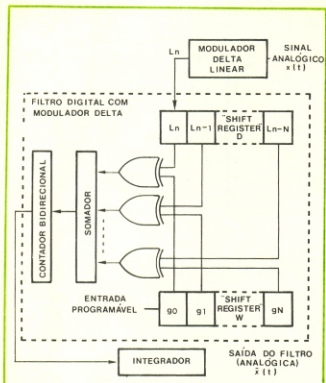 Ln
MODULADOR
DELTA
LINEAR
SINAL
ANALÓGICO
x(t)
FILTRO DIGITAL COM
MODULADOR DELTA
Ln
Ln-1
"SHIFT
REGISTER"
D
Ln-N
CONTADOR BIDIRECIONAL
SOMADOR
ENTRADA
PROGRAMÁVEL
g0
g1
"SHIFT
REGISTER"
W
gN
INTEGRADOR
SAÍDA DO FILTRO
(ANALÓGICA)
x̂(t)